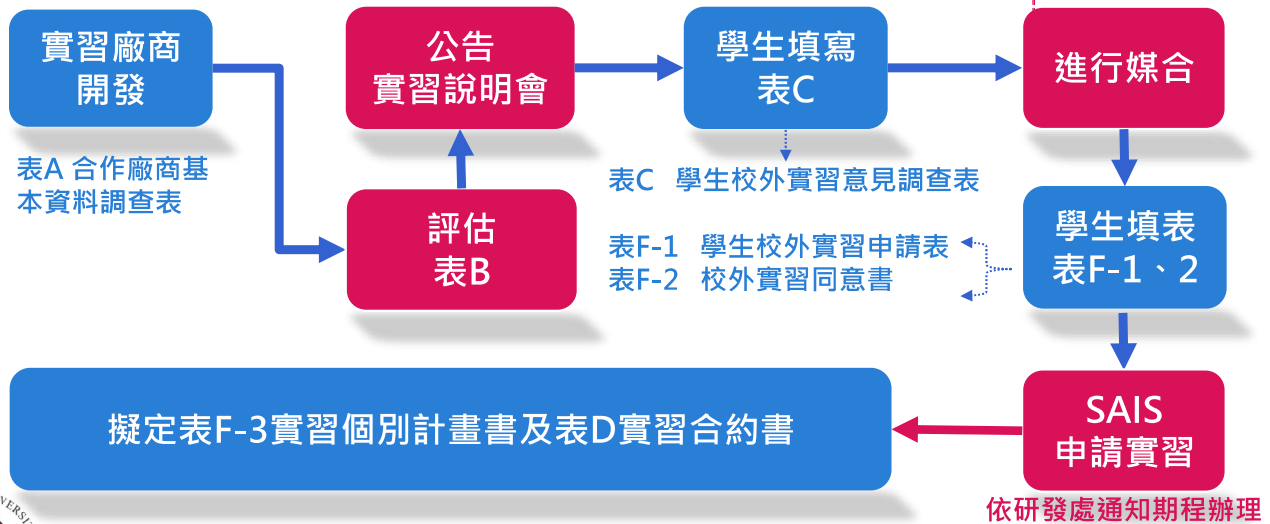 實習廠商
開發
表A 合作廠商基
本資料調查表
評估
表B
公告
實習說明會
學生填寫
表C
表C 學生校外實習意見調查表
進行媒合
學生填表
表F-1、2
表F-1 學生校外實習申請表
表F-2 校外實習同意書
SAIS
申請實習
依研發處通知期程辦理
擬定表F-3實習個別計畫書及表D實習合約書